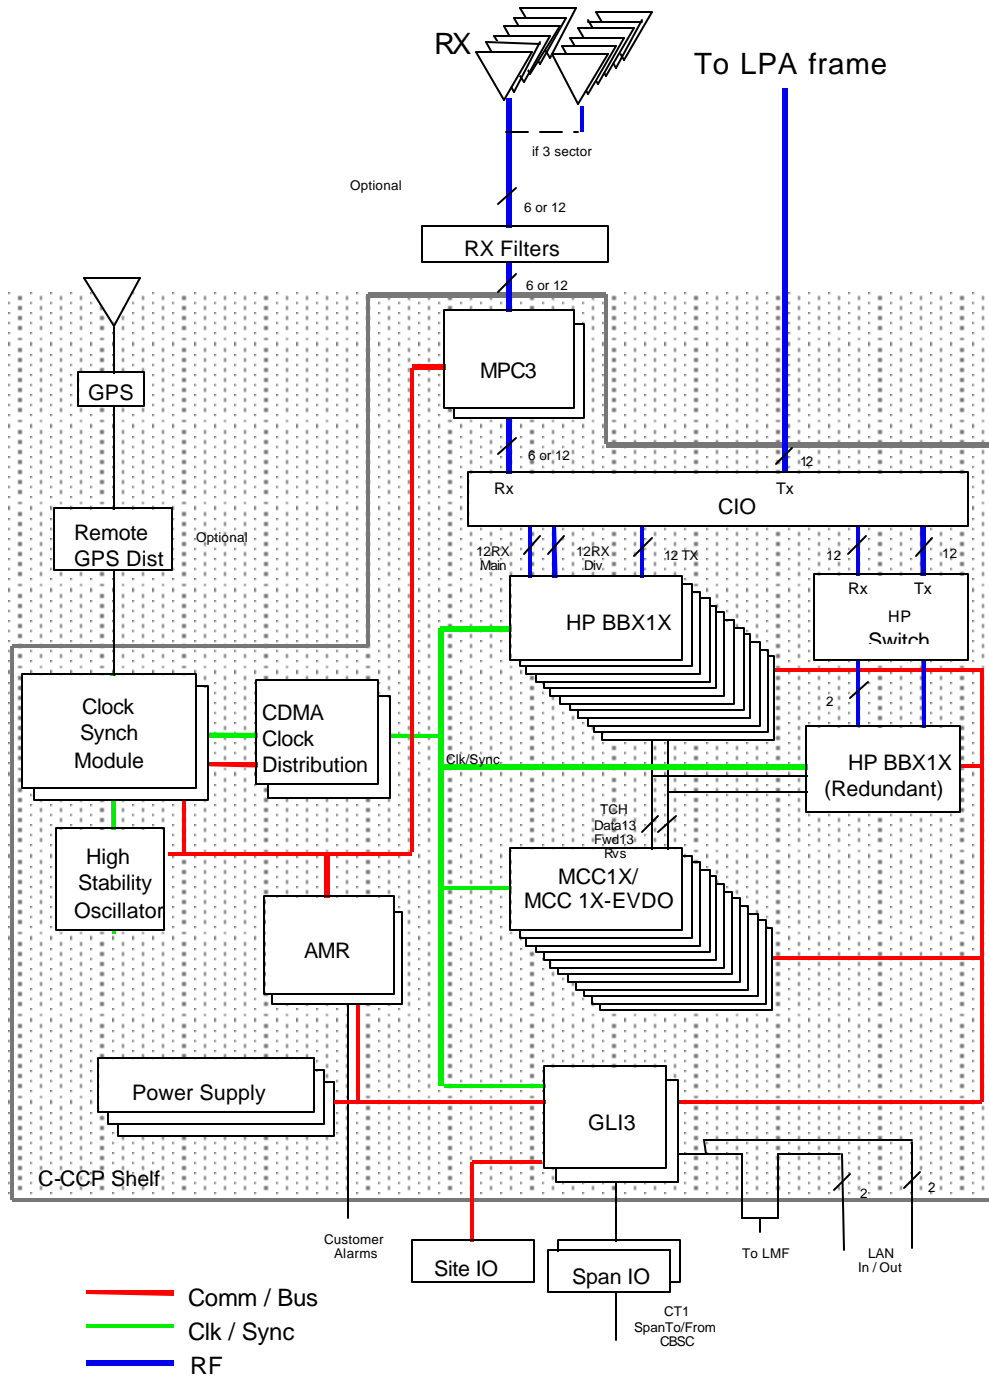 RX
To LPA frame
if 3 sector
Optional
6 or 12
RX Filters
6 or 12
MPC3
GPS
6 or 12
12
Rx
Tx
CIO
Remote
GPS Dist
Optional
12RX
Main
12RX
Div
12 TX
12
12
Rx
Tx
HP BBX1X
HP
Switch
2
Clock
Synch
Module
CDMA
Clock
Distribution
Clk/Sync
HP BBX1X
(Redundant)
TCH
Data13
Fwd13
Rvs
High
Stability
Oscillator
MCC1X/
MCC 1X-EVDO
AMR
Power Supply
GLI3
C-CCP Shelf
2
2
Customer
Alarms
Site IO
Span IO
To LMF
LAN
In / Out
CT1
SpanTo/From
CBSC
Comm / Bus
Clk / Sync
RF